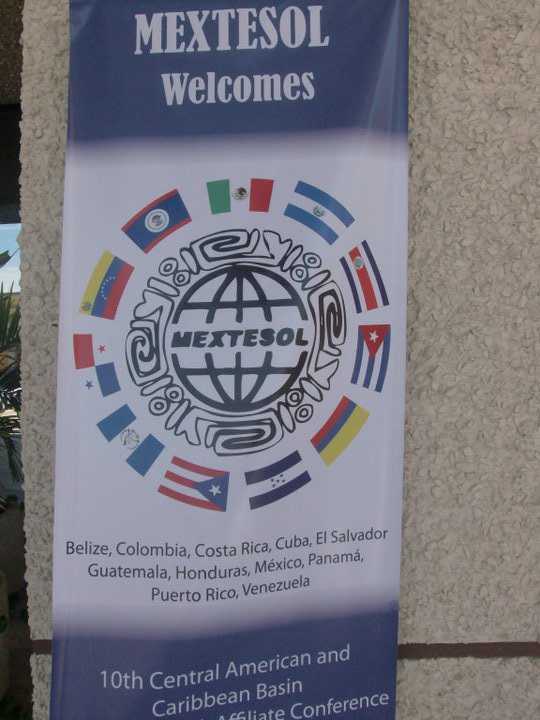 MEXTESOL
Welcomes
MEXTESOL
Belize, Colombia, Costa Rica, Cuba, El Salvador
Guatemala, Honduras, México, Panamá,
Puerto Rico, Venezuela
10th Central American and
Caribbean Basin
Affiliate Conference